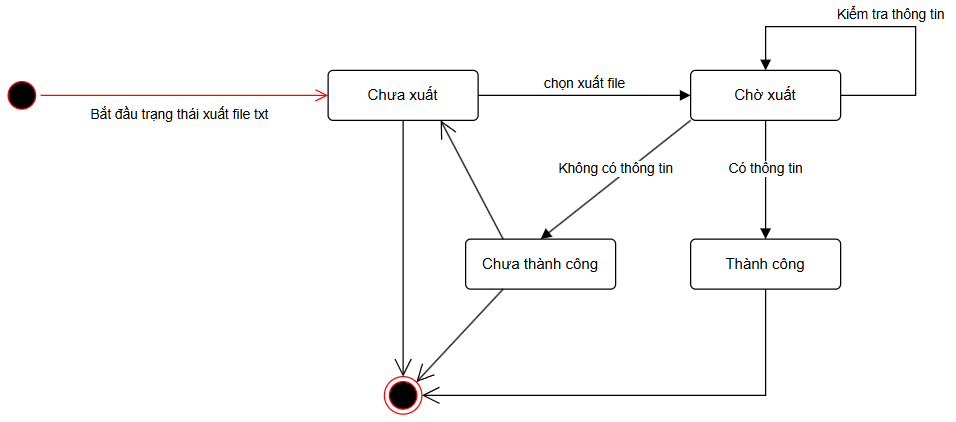 Kiểm tra thông tin
Chưa xuất
chọn xuất file
Chờ xuất
Bắt đầu trạng thái xuất file txt
Không có thông tin
Có thông tin
Chưa thành công
Thành công